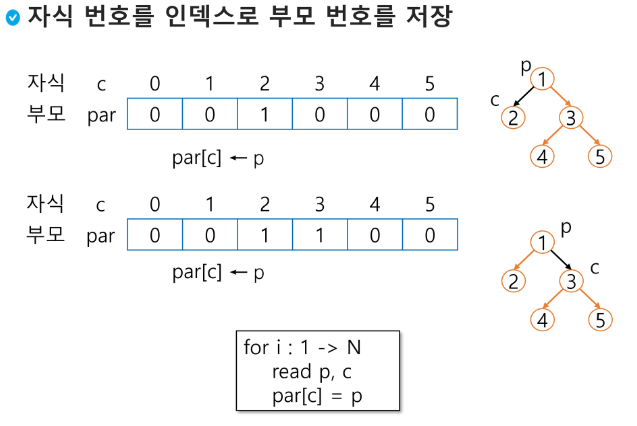 자식 번호를 인덱스로 부모 번호를 저장
자식 c 0 1 2 3 4 5
부모 par 0 0 1 0 0 0
par[c] ← p
p
1
c
2 3
4 5
자식 c 0 1 2 3 4 5
부모 par 0 0 1 1 0 0
par[c] ← p
p
1
c
2 3
4 5
for i : 1 -> N
read p, c
par[c] = p